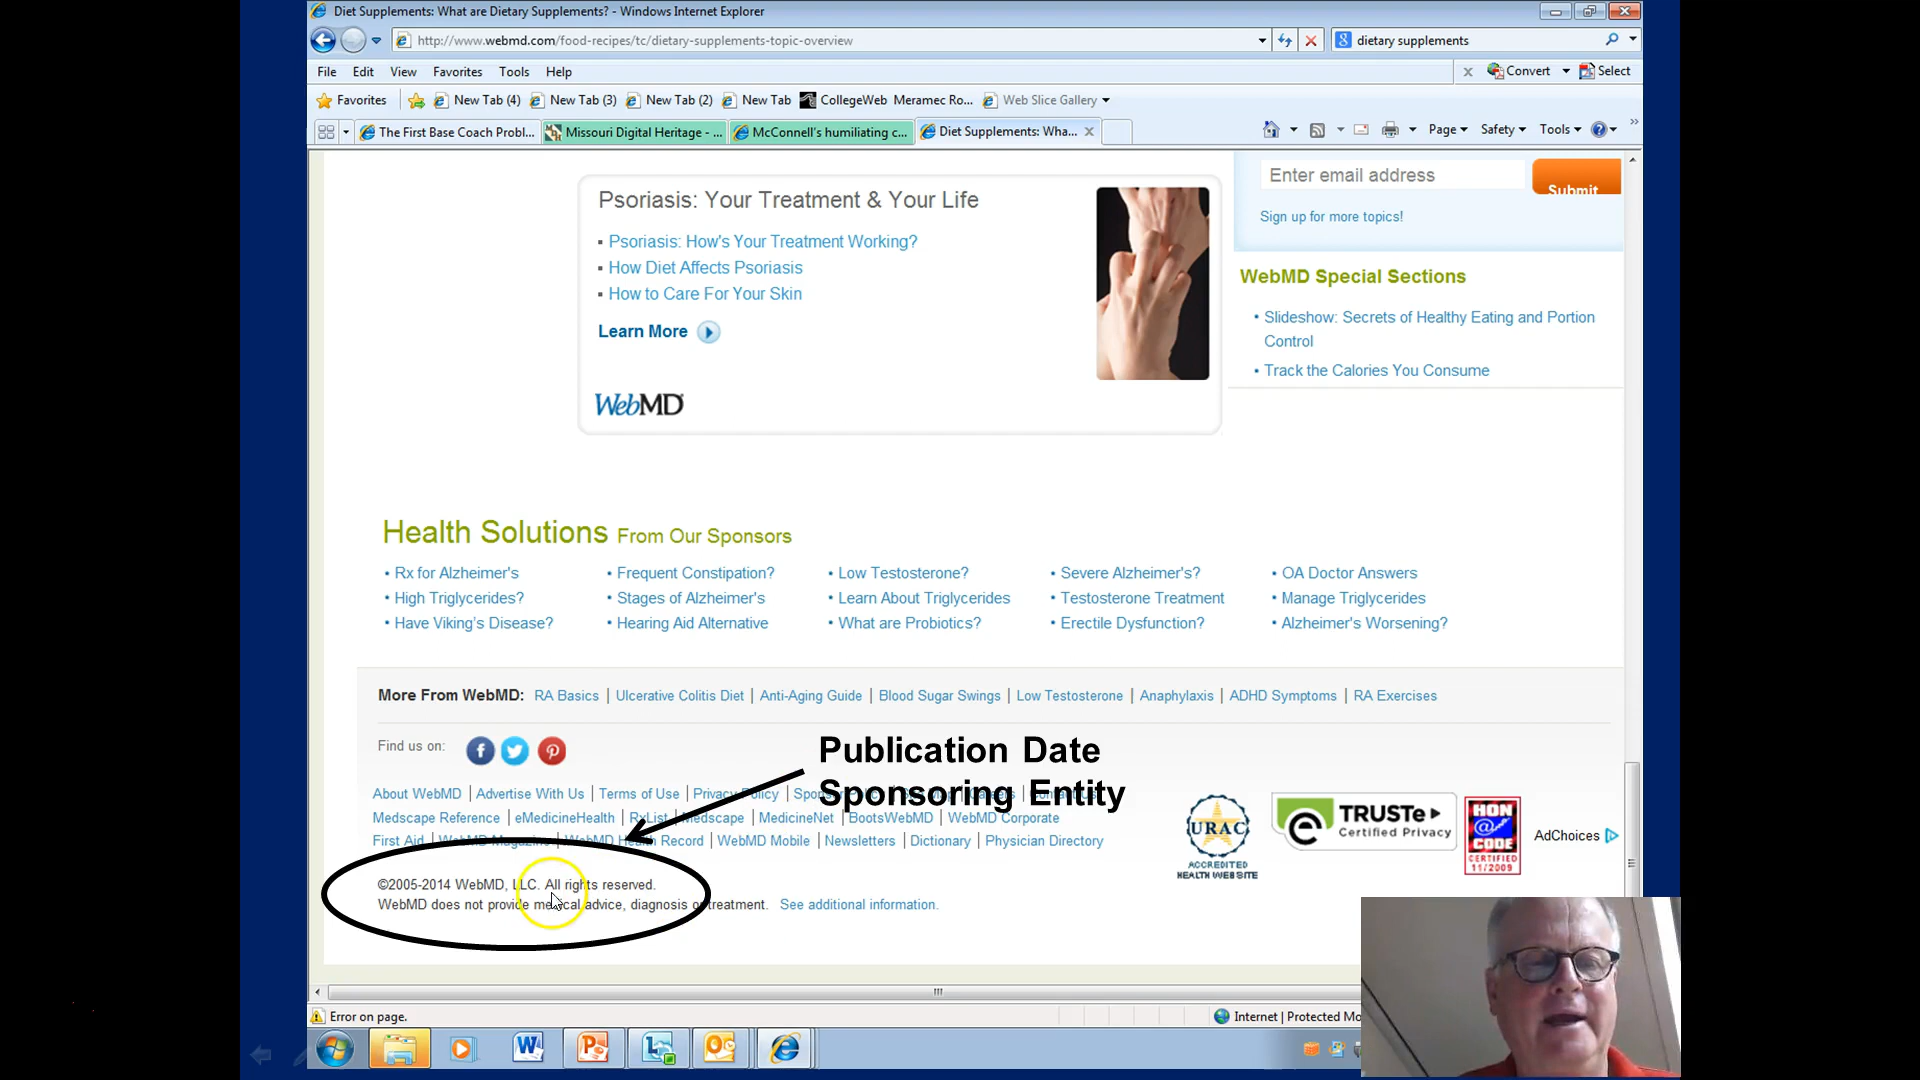 Diet Supplements: What are Dietary Supplements? - Windows Internet Explorer
http://www.webmd.com/food-recipes/tc/dietary-supplements-topic-overview
dietary supplements
File Edit View Favorites Tools Help
Convert Select
Favorites New Tab (4) New Tab (3) New Tab (2) New Tab CollegeWeb Meramec Ro... Web Slice Gallery
The First Base Coach Probl... Missouri Digital Heritage - ... McConnell's humiliating c... Diet Supplements: Wha...
Page Safety Tools
Enter email address
Submit
Sign up for more topics!
Psoriasis: Your Treatment & Your Life
Psoriasis: How's Your Treatment Working?
How Diet Affects Psoriasis
How to Care For Your Skin
Learn More
WebMD
WebMD Special Sections
Slideshow: Secrets of Healthy Eating and Portion
Control
Track the Calories You Consume
Health Solutions From Our Sponsors
Rx for Alzheimer's
High Triglycerides?
Have Viking's Disease?
Frequent Constipation?
Stages of Alzheimer's
Hearing Aid Alternative
Low Testosterone?
Learn About Triglycerides
What are Probiotics?
Severe Alzheimer's?
Testosterone Treatment
Erectile Dysfunction?
OA Doctor Answers
Manage Triglycerides
Alzheimer's Worsening?
More From WebMD: RA Basics | Ulcerative Colitis Diet | Anti-Aging Guide | Blood Sugar Swings | Low Testosterone | Anaphylaxis | ADHD Symptoms | RA Exercises
Find us on:
Publication Date
Sponsoring Entity
About WebMD | Advertise With Us | Terms of Use | Privacy Policy |
Medscape Reference | eMedicineHealth | RxList | Medscape | MedicineNet | BootsWebMD | WebMD Corporate
First Aid | WebMD Magazine | WebMD Health Record | WebMD Mobile | Newsletters | Dictionary | Physician Directory
URAC
ACCREDITED
HEALTH WEB SITE
TRUSTe
Certified Privacy
HON
CODE
CERTIFIED
11/2009
AdChoices
©2005-2014 WebMD, LLC. All rights reserved.
WebMD does not provide medical advice, diagnosis or treatment. See additional information.
Error on page.
Internet | Protected Mo